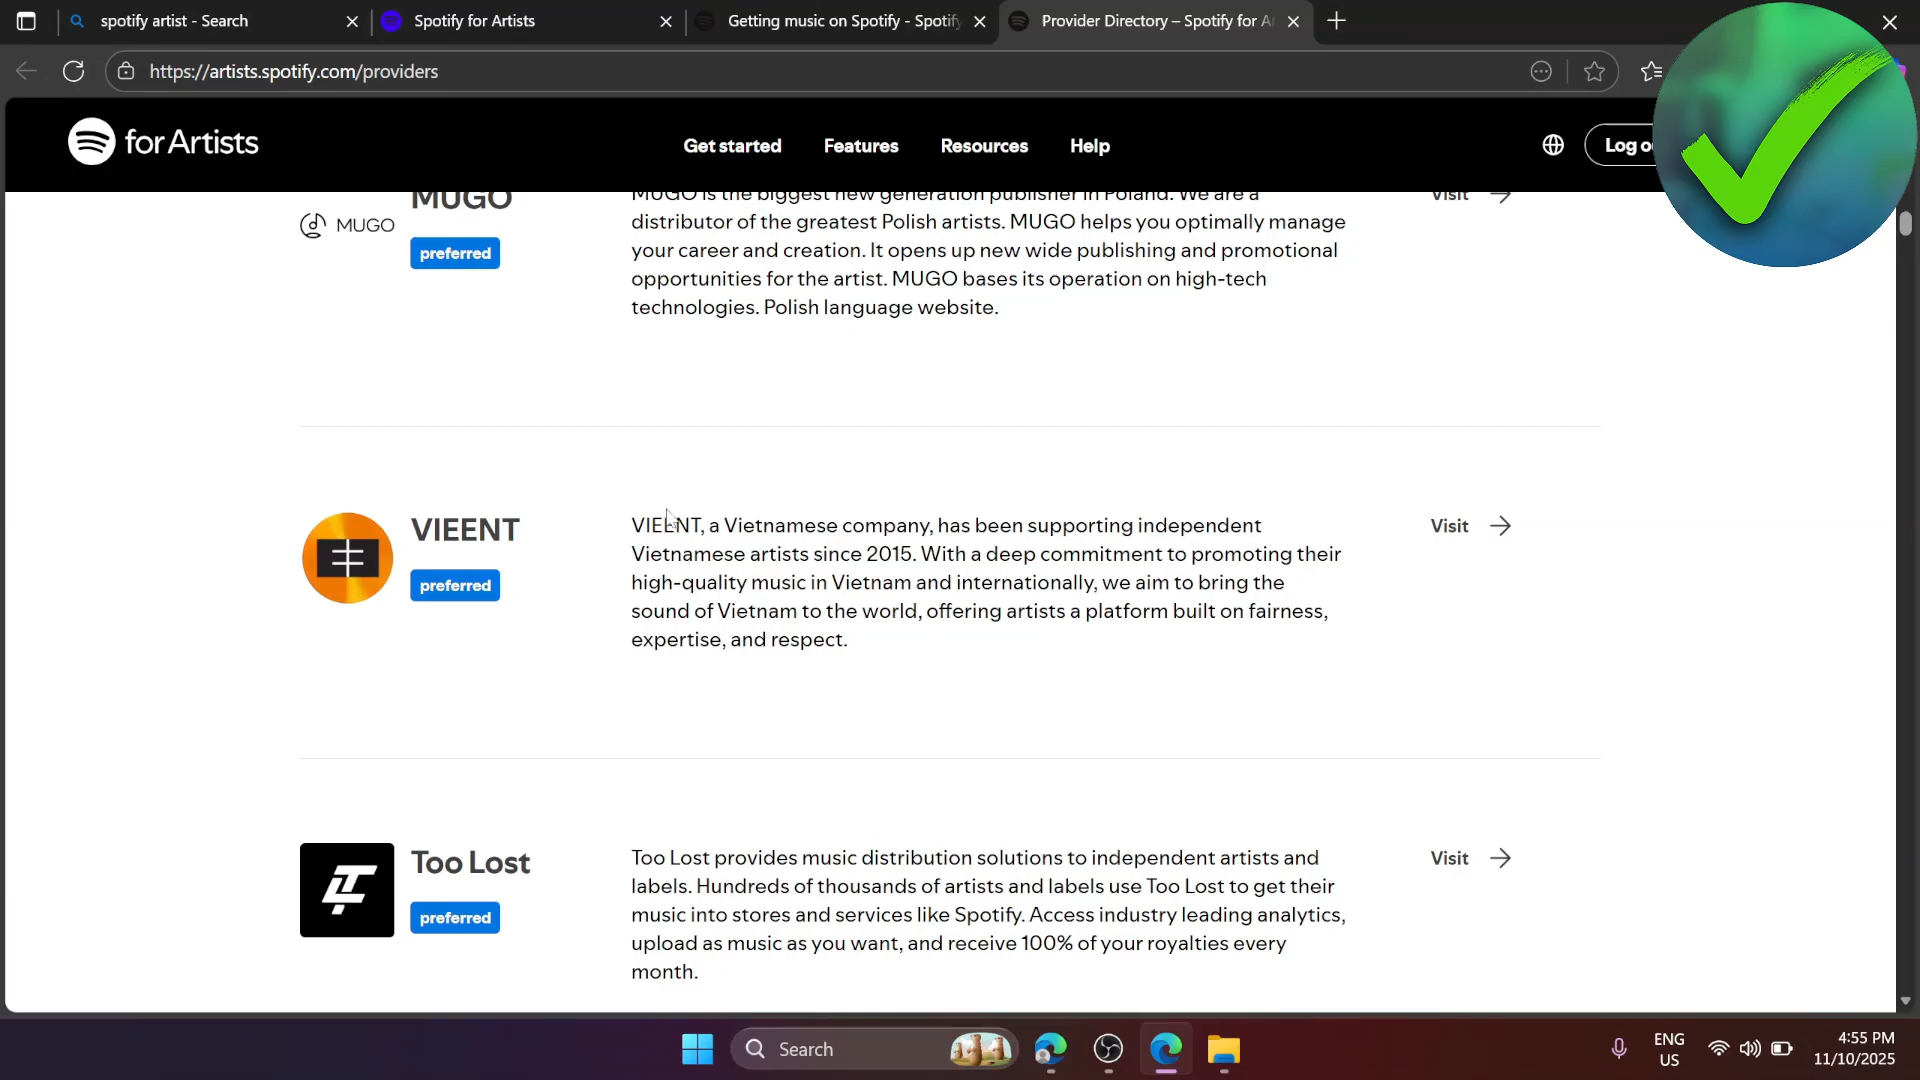 spotify artist - Search
Spotify for Artists
Getting music on Spotify - Spotify
Provider Directory – Spotify for Ar
https://artists.spotify.com/providers
for Artists
Get started
Features
Resources
Help
Log o
MUGO
MUGO
preferred
MUGO is the biggest new generation publisher in Poland. We are a
distributor of the greatest Polish artists. MUGO helps you optimally manage
your career and creation. It opens up new wide publishing and promotional
opportunities for the artist. MUGO bases its operation on high-tech
technologies. Polish language website.
Visit
VIEENT
preferred
VIEENT, a Vietnamese company, has been supporting independent
Vietnamese artists since 2015. With a deep commitment to promoting their
high-quality music in Vietnam and internationally, we aim to bring the
sound of Vietnam to the world, offering artists a platform built on fairness,
expertise, and respect.
Visit
Too Lost
preferred
Too Lost provides music distribution solutions to independent artists and
labels. Hundreds of thousands of artists and labels use Too Lost to get their
music into stores and services like Spotify. Access industry leading analytics,
upload as music as you want, and receive 100% of your royalties every
month.
Visit
Search
ENG
US
4:55 PM
11/10/2025